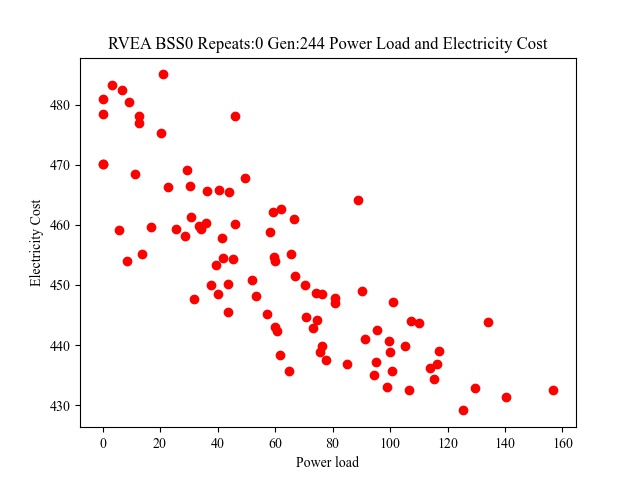 RVEA BSS0 Repeats:0 Gen:244 Power Load and Electricity Cost
480
470
460
450
440
430
Electricity Cost
0 20 40 60 80 100 120 140 160
Power load